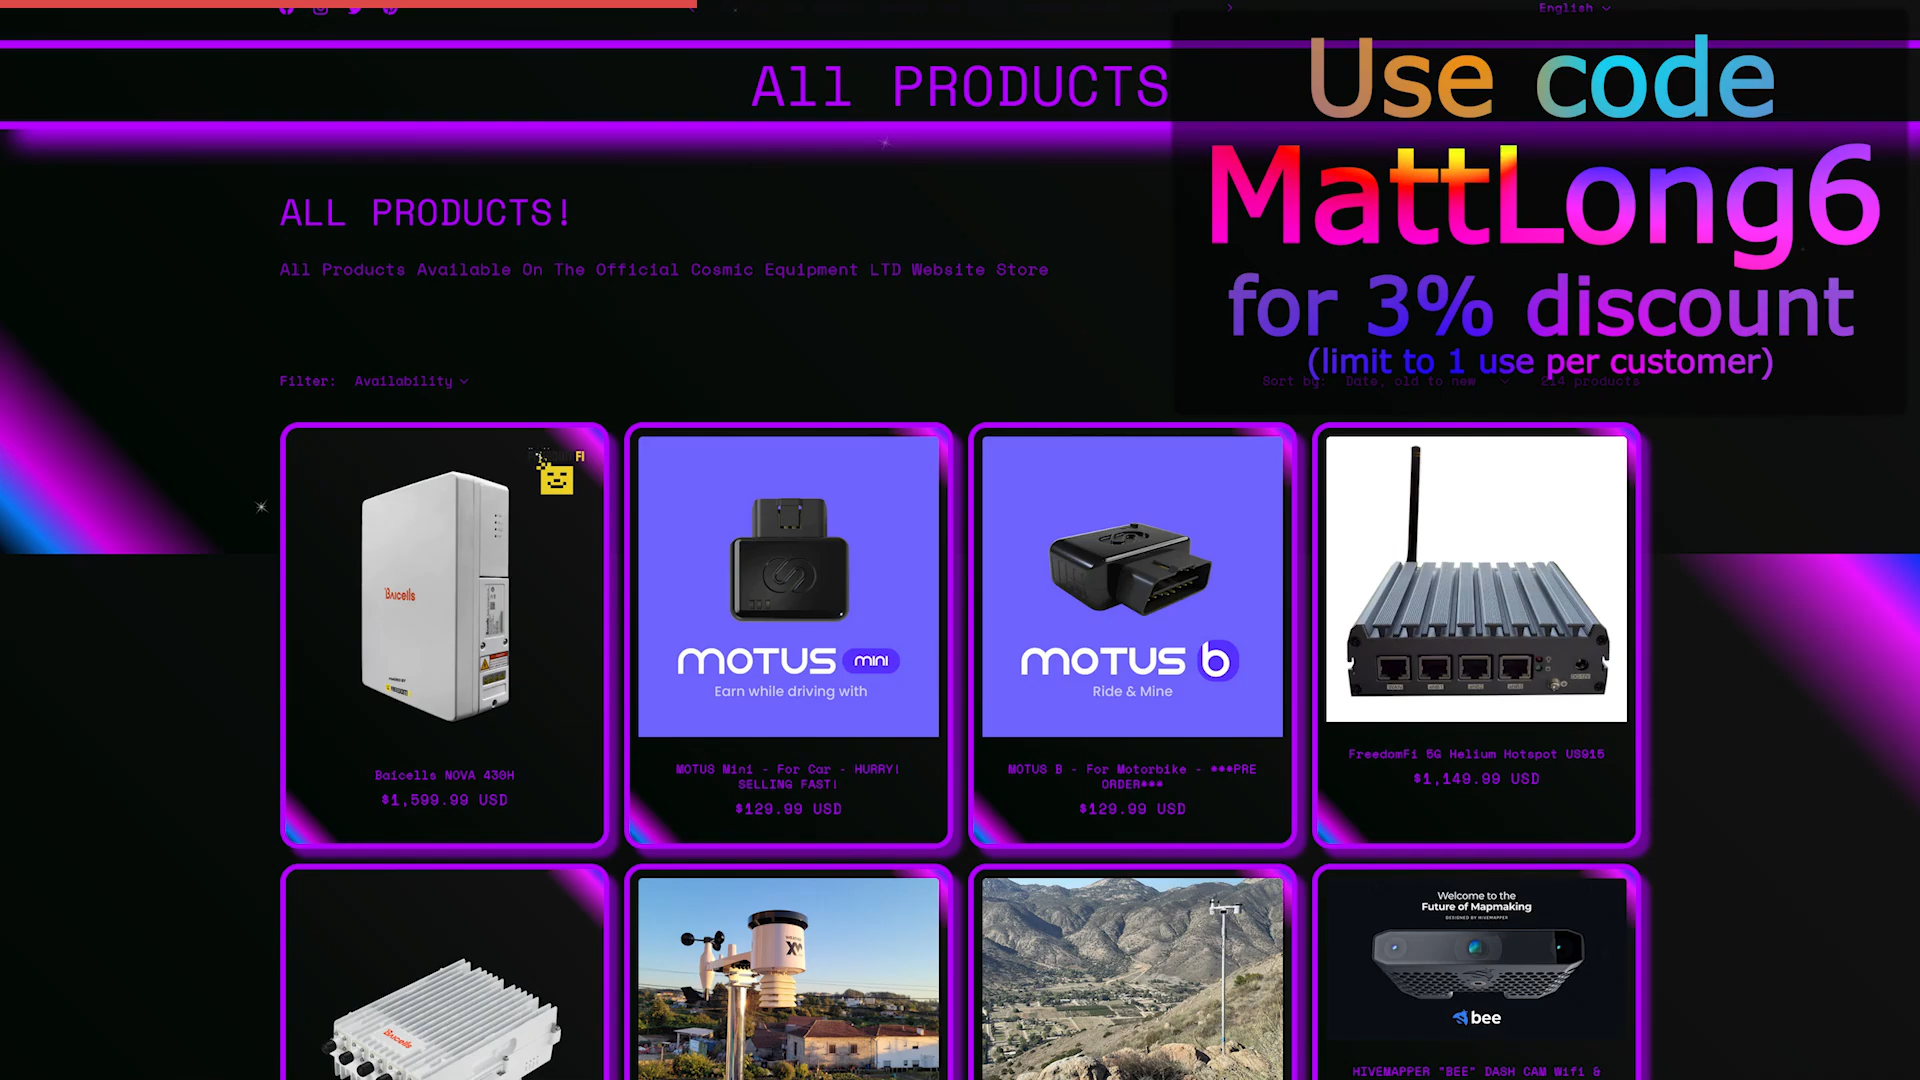 English
All PRODUCTS
Use code
MattLong6
for 3% discount
(limit to 1 use per customer)
ALL PRODUCTS!
All Products Available On The Official Cosmic Equipment LTD Website Store
Filter: Availability
Sort by: Date, old to new
214 products
FI
Baicells
Baicells NOVA 430H
$1,599.99 USD
MOTUS mini
Earn while driving with
MOTUS Mini - For Car - HURRY!
SELLING FAST!
$129.99 USD
MOTUS b
Ride & Mine
MOTUS B - For Motorbike - ***PRE
ORDER***
$129.99 USD
WAN
FreedomFi 5G Helium Hotspot US915
$1,149.99 USD
Baicells
Welcome to the
Future of Mapmaking
DESIGNED BY HIVEMAPPER
bee
HIVEMAPPER "BEE" DASH CAM Wifi &